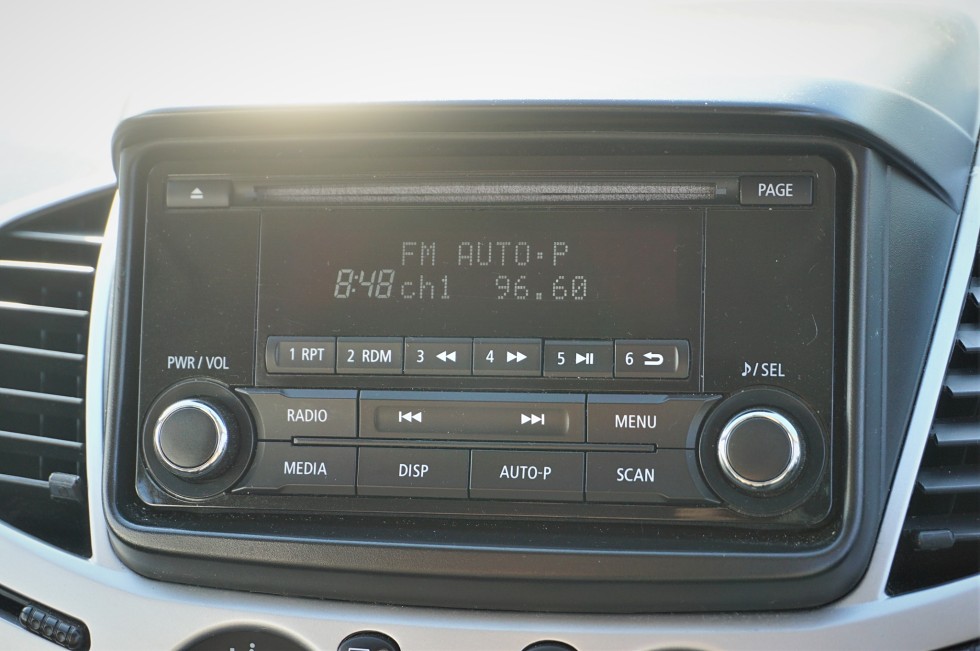 PAGE
FM AUTO·P
8:48 ch1 96.60
1 RPT 2 RDM 3 4 5 6
PWR / VOL
/ SEL
RADIO
MENU
MEDIA DISP AUTO-P SCAN